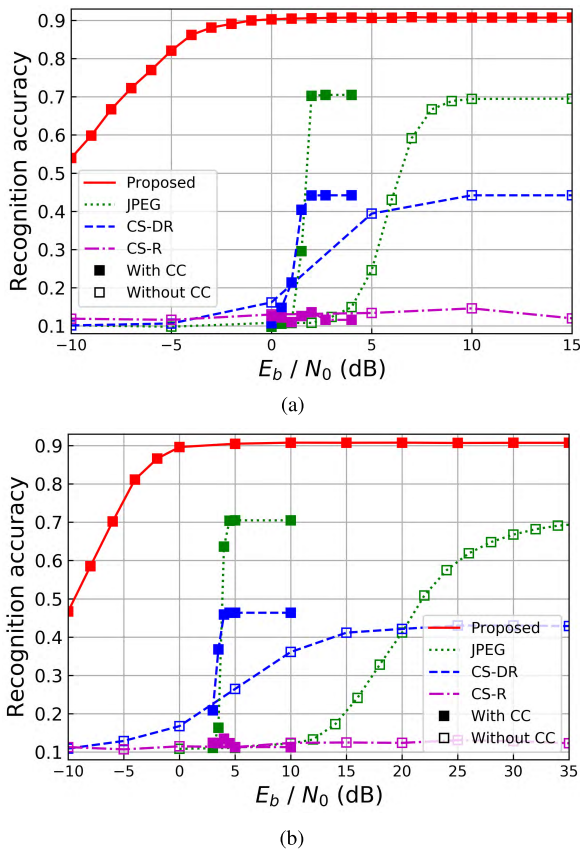 0.9
0.8
0.7
0.6
0.5
0.4
0.3
0.2
0.1
Recognition accuracy
Proposed
JPEG
CS-DR
CS-R
With CC
Without CC
−10 −5 0 5 10 15
E_b / N_0 (dB)
(a)
0.9
0.8
0.7
0.6
0.5
0.4
0.3
0.2
0.1
Recognition accuracy
Proposed
JPEG
CS-DR
CS-R
With CC
Without CC
−10 −5 0 5 10 15 20 25 30 35
E_b / N_0 (dB)
(b)